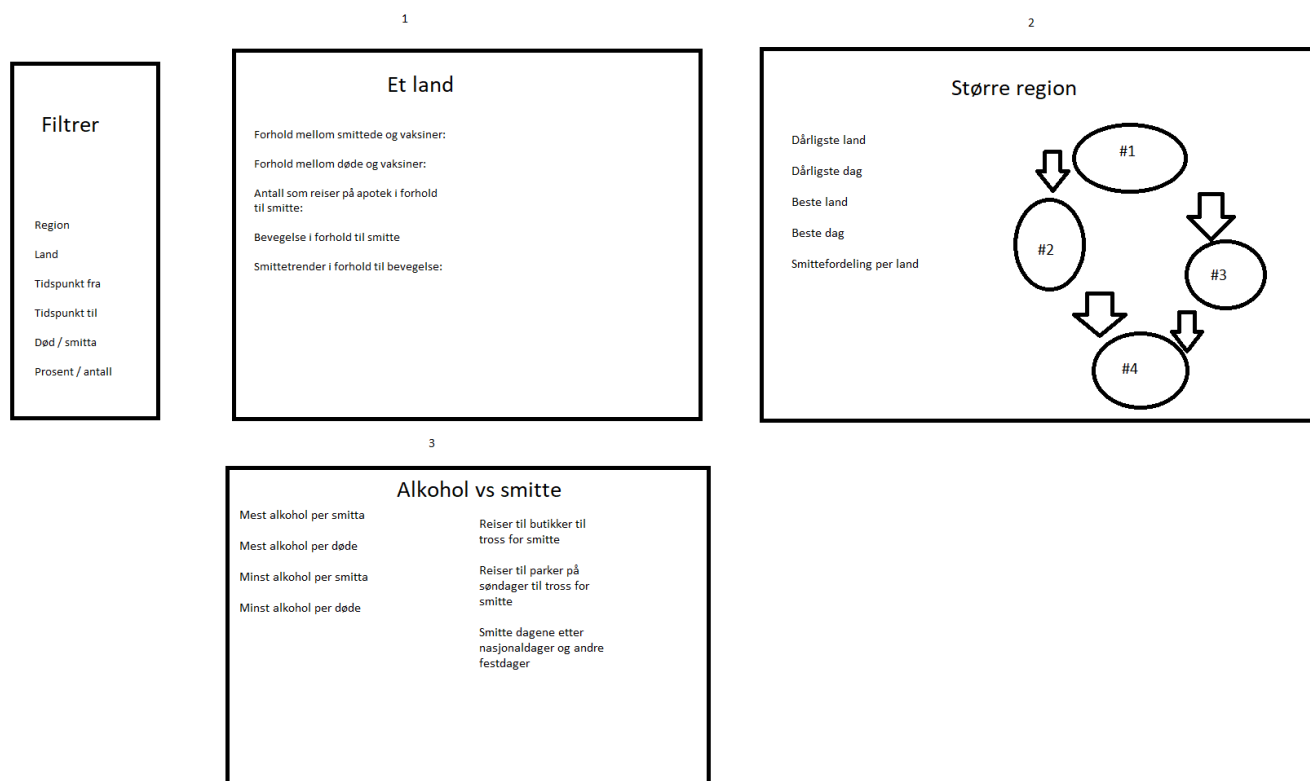 1
2
Filtrer
Region
Land
Tidspunkt fra
Tidspunkt til
Død / smitta
Prosent / antall
Et land
Forhold mellom smittede og vaksiner:
Forhold mellom døde og vaksiner:
Antall som reiser på apotek i forhold
til smitte:
Bevegelse i forhold til smitte
Smittetrender i forhold til bevegelse:
Større region
Dårligste land
Dårligste dag
Beste land
Beste dag
Smittefordeling per land
#1
#2
#3
#4
3
Alkohol vs smitte
Mest alkohol per smitta
Mest alkohol per døde
Minst alkohol per smitta
Minst alkohol per døde
Reiser til butikker til
tross for smitte
Reiser til parker på
søndager til tross for
smitte
Smitte dagene etter
nasjonaldager og andre
festdager